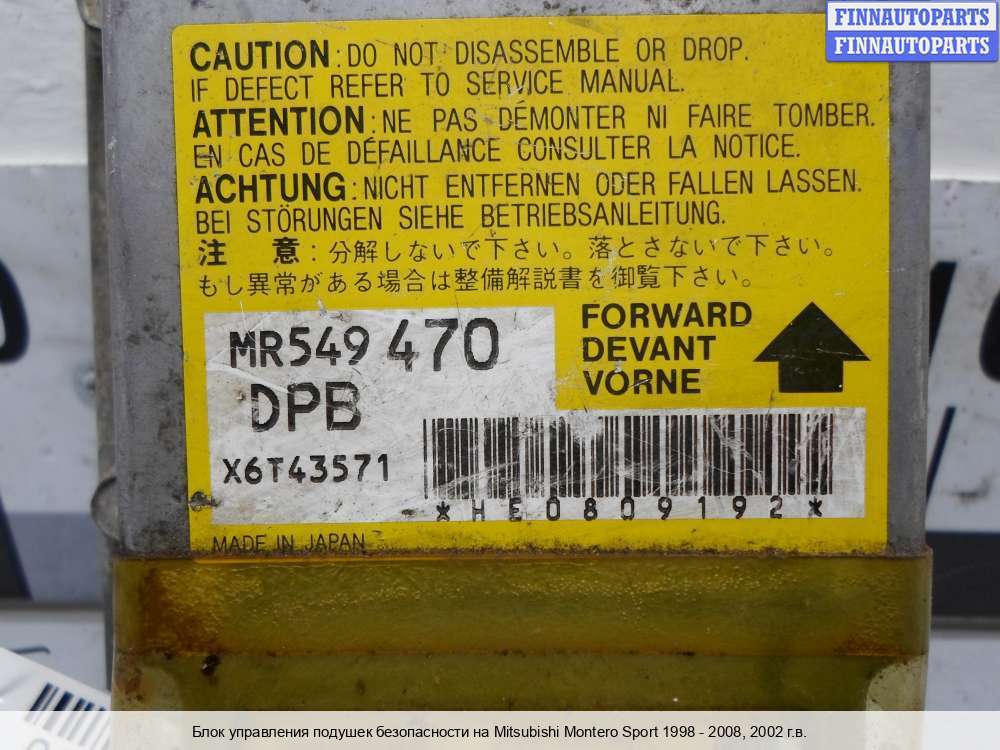 FINNAUTOPARTS
FINNAUTOPARTS
CAUTION : DO NOT DISASSEMBLE OR DROP.
IF DEFECT REFER TO SERVICE MANUAL.
ATTENTION : NE PAS DÉMONTER NI FAIRE TOMBER.
EN CAS DE DÉFAILLANCE CONSULTER LA NOTICE.
ACHTUNG : NICHT ENTFERNEN ODER FALLEN LASSEN.
BEI STÖRUNGEN SIEHE BETRIEBSANLEITUNG.
注 意 : 分解しないで下さい。落とさないで下さい。
もし異常がある場合は整備解説書を御覧下さい。
MR549 470
DPB
X6T43571
FORWARD
DEVANT
VORNE
*HE0809192*
MADE IN JAPAN
Блок управления подушек безопасности на Mitsubishi Montero Sport 1998 - 2008, 2002 г.в.